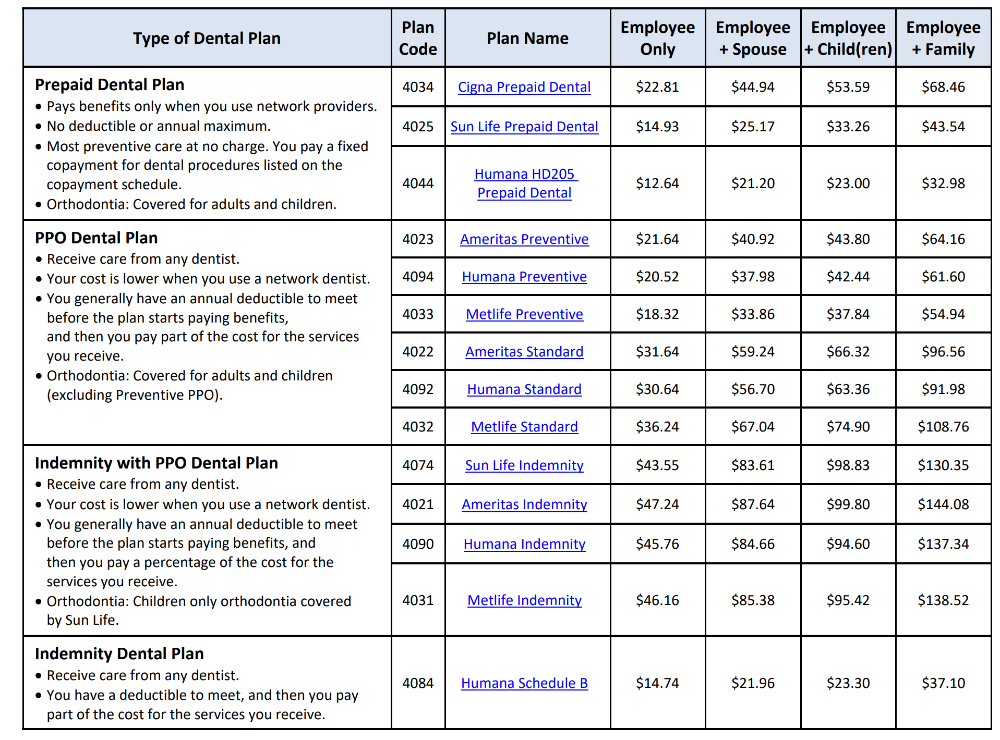 Type of Dental Plan
Plan
Code
Plan Name
Employee
Only
Employee
+ Spouse
Employee
+ Child(ren)
Employee
+ Family
Prepaid Dental Plan
• Pays benefits only when you use network providers.
• No deductible or annual maximum.
• Most preventive care at no charge. You pay a fixed
copayment for dental procedures listed on the
copayment schedule.
• Orthodontia: Covered for adults and children.
4034 Cigna Prepaid Dental $22.81 $44.94 $53.59 $68.46
4025 Sun Life Prepaid Dental $14.93 $25.17 $33.26 $43.54
4044 Humana HD205
Prepaid Dental $12.64 $21.20 $23.00 $32.98
PPO Dental Plan
• Receive care from any dentist.
• Your cost is lower when you use a network dentist.
• You generally have an annual deductible to meet
before the plan starts paying benefits,
and then you pay part of the cost for the services
you receive.
• Orthodontia: Covered for adults and children
(excluding Preventive PPO).
4023 Ameritas Preventive $21.64 $40.92 $43.80 $64.16
4094 Humana Preventive $20.52 $37.98 $42.44 $61.60
4033 Metlife Preventive $18.32 $33.86 $37.84 $54.94
4022 Ameritas Standard $31.64 $59.24 $66.32 $96.56
4092 Humana Standard $30.64 $56.70 $63.36 $91.98
4032 Metlife Standard $36.24 $67.04 $74.90 $108.76
Indemnity with PPO Dental Plan
• Receive care from any dentist.
• Your cost is lower when you use a network dentist.
• You generally have an annual deductible to meet
before the plan starts paying benefits, and
then you pay a percentage of the cost for the
services you receive.
• Orthodontia: Children only orthodontia covered
by Sun Life.
4074 Sun Life Indemnity $43.55 $83.61 $98.83 $130.35
4021 Ameritas Indemnity $47.24 $87.64 $99.80 $144.08
4090 Humana Indemnity $45.76 $84.66 $94.60 $137.34
4031 Metlife Indemnity $46.16 $85.38 $95.42 $138.52
Indemnity Dental Plan
• Receive care from any dentist.
• You have a deductible to meet, and then you pay
part of the cost for the services you receive.
4084 Humana Schedule B $14.74 $21.96 $23.30 $37.10